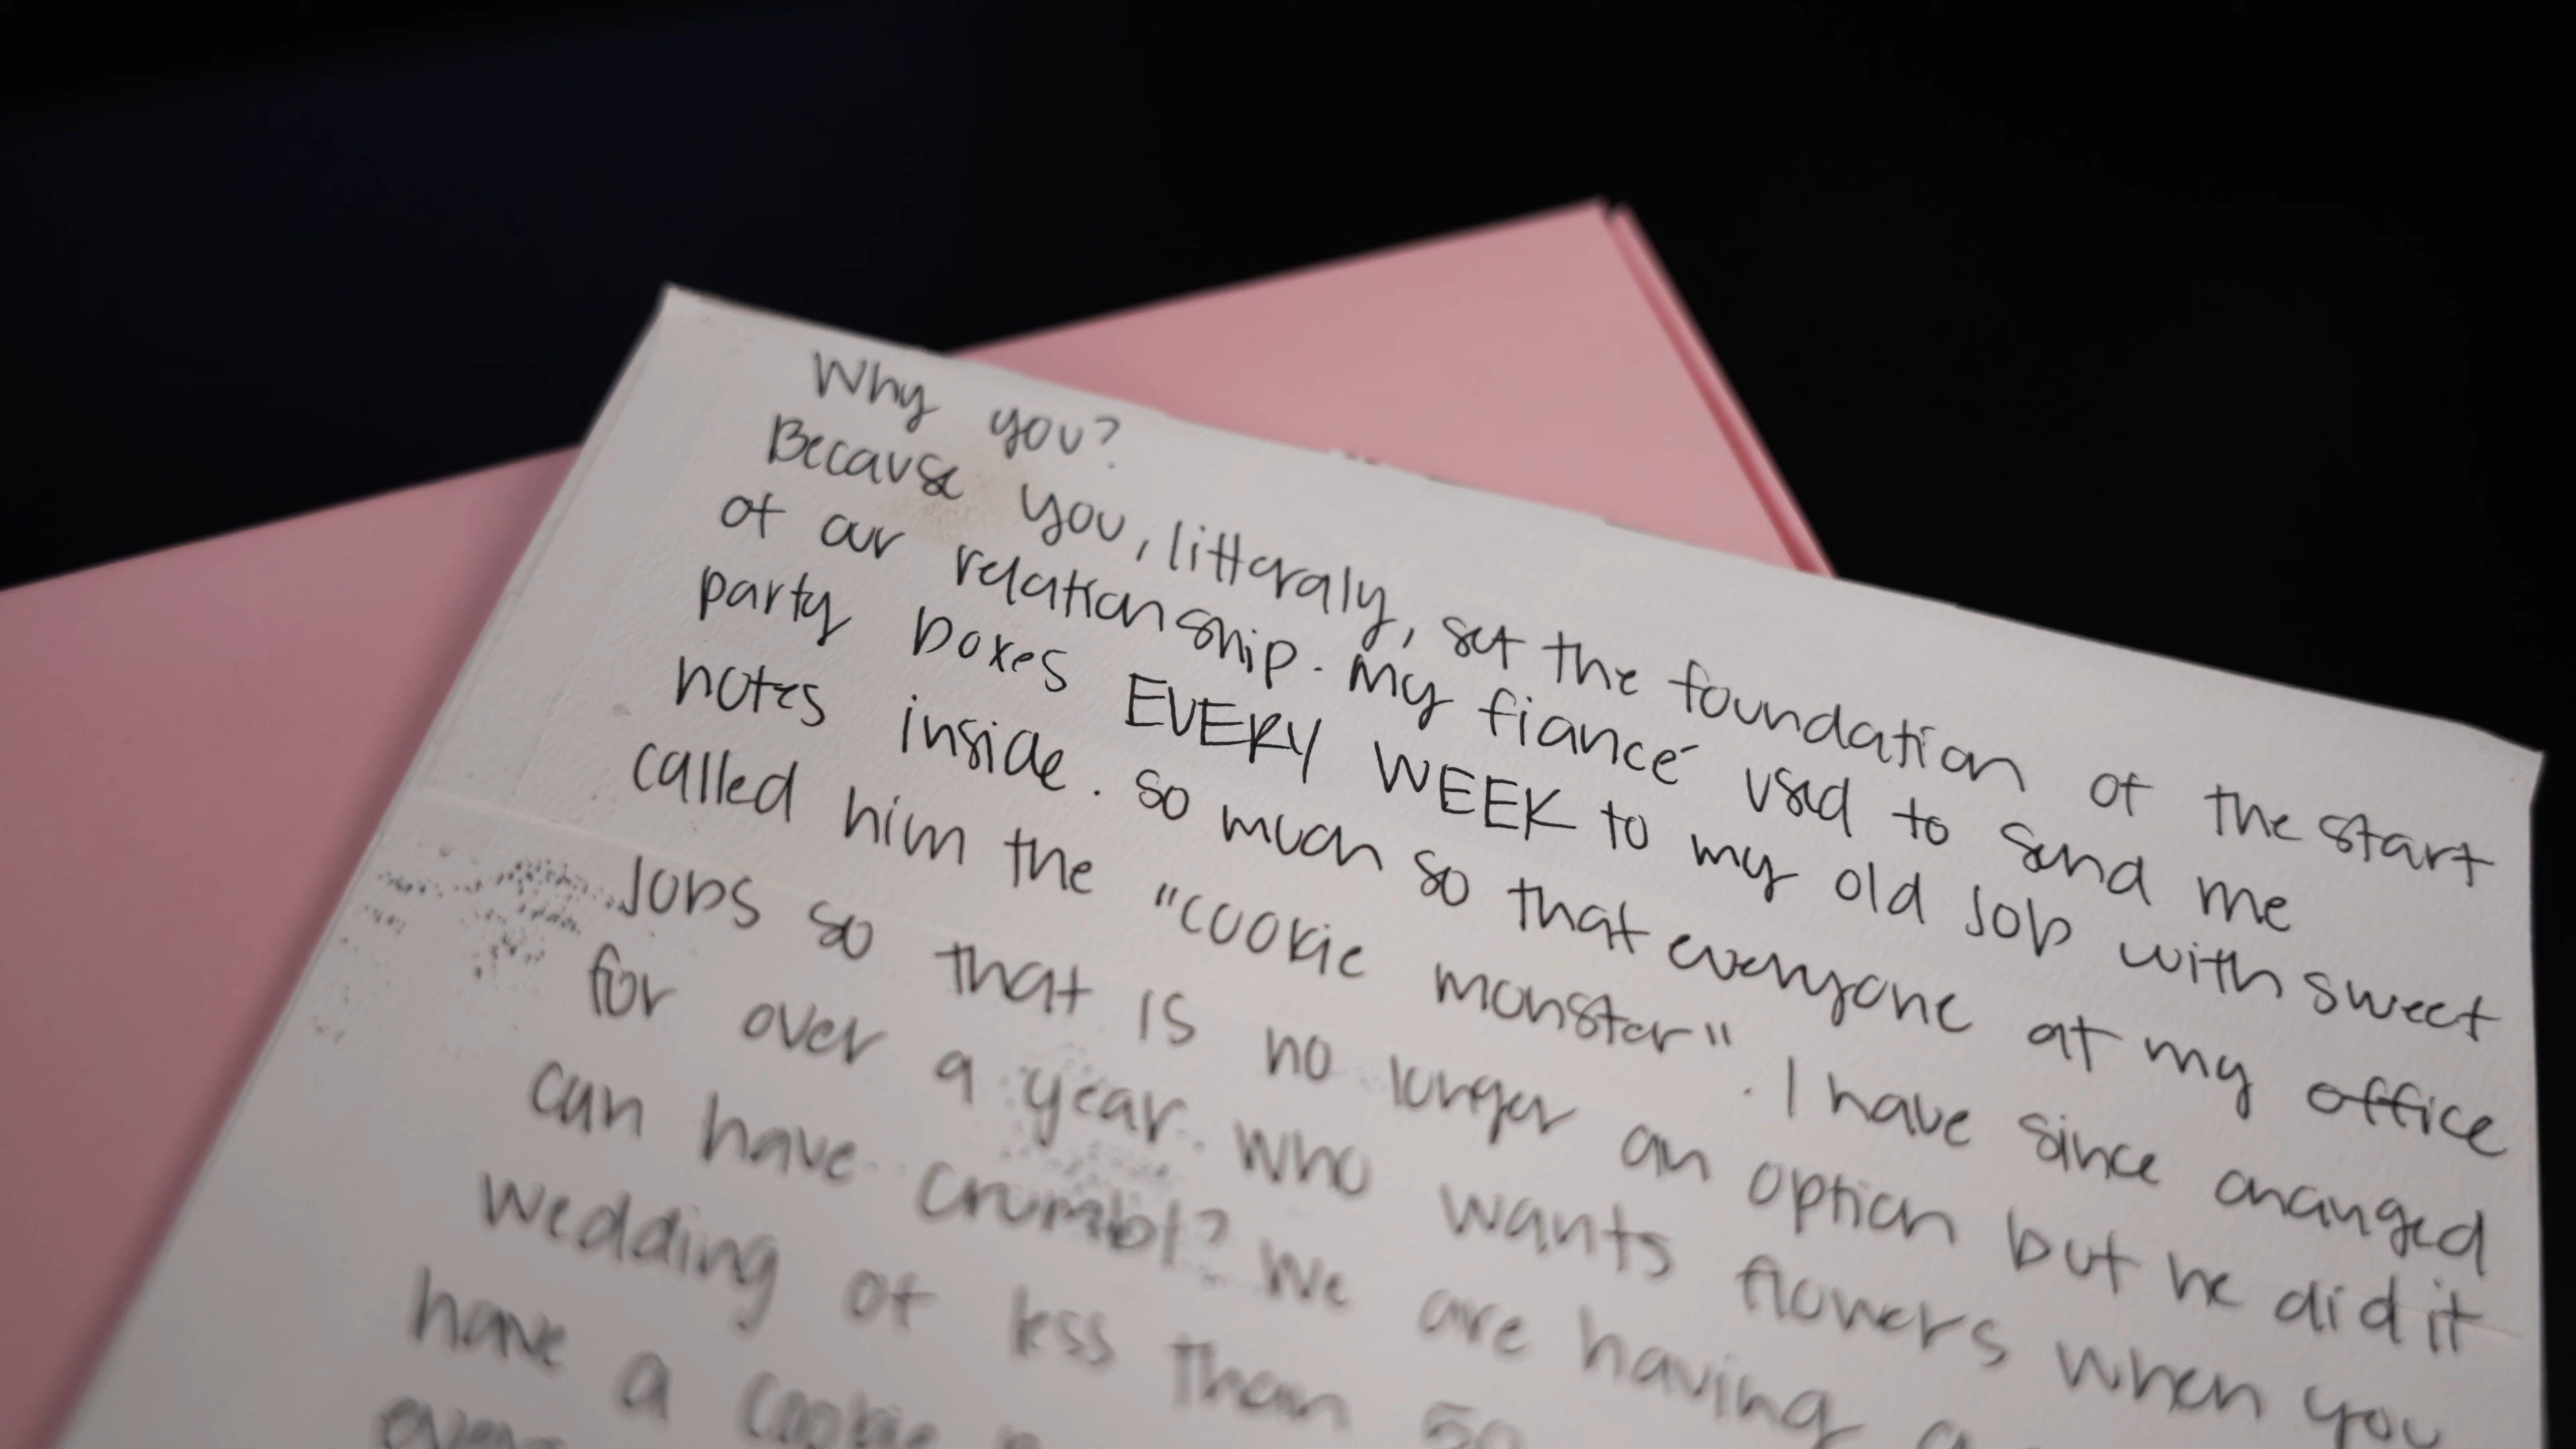 Why you?
Because you, litteraly, set the foundation of the start
of our relationship. My fiancé used to send me
party boxes EVERY WEEK to my old job with sweet
notes inside. So much so that everyone at my office
called him the "cookie monster". I have since changed
jobs so that is no longer an option but he did it
for over a year. Who wants flowers when you
can have crumbl? We are having a
wedding of less than 50
have a cookie